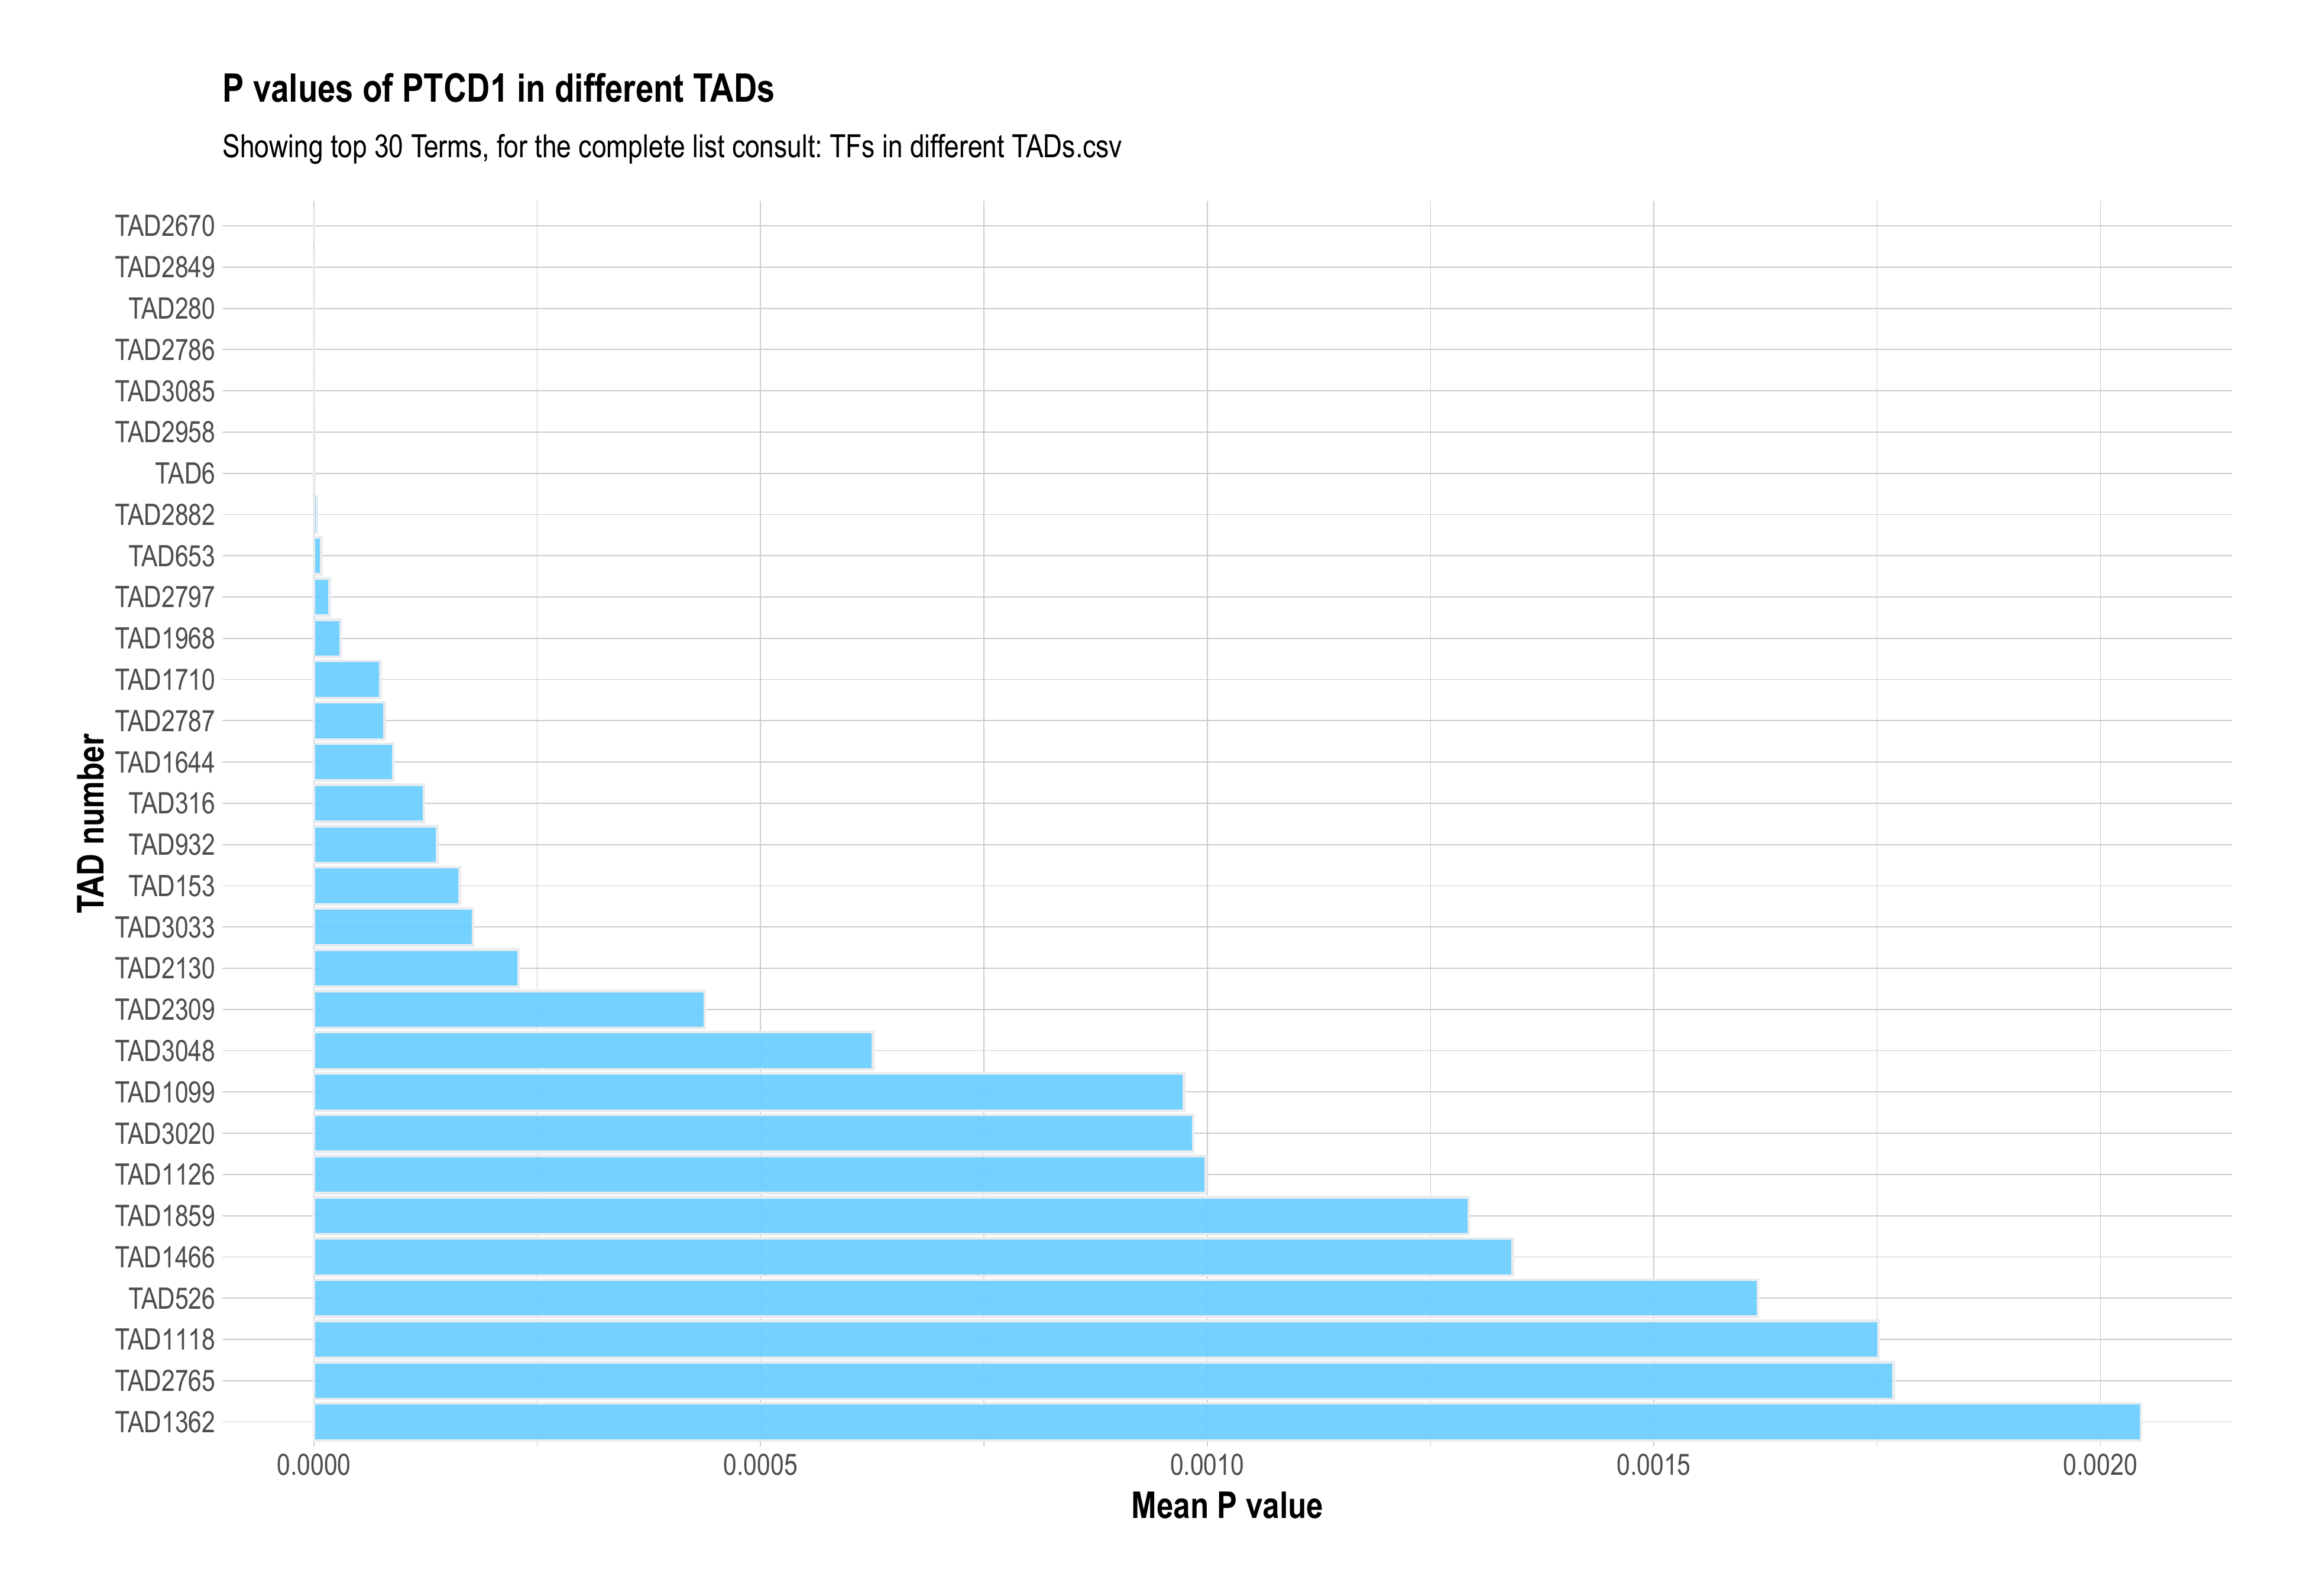 P values of PTCD1 in different TADs
Showing top 30 Terms, for the complete list consult: TFs in different TADs.csv
TAD number
TAD2670
TAD2849
TAD280
TAD2786
TAD3085
TAD2958
TAD6
TAD2882
TAD653
TAD2797
TAD1968
TAD1710
TAD2787
TAD1644
TAD316
TAD932
TAD153
TAD3033
TAD2130
TAD2309
TAD3048
TAD1099
TAD3020
TAD1126
TAD1859
TAD1466
TAD526
TAD1118
TAD2765
TAD1362
0.0000 0.0005 0.0010 0.0015 0.0020
Mean P value